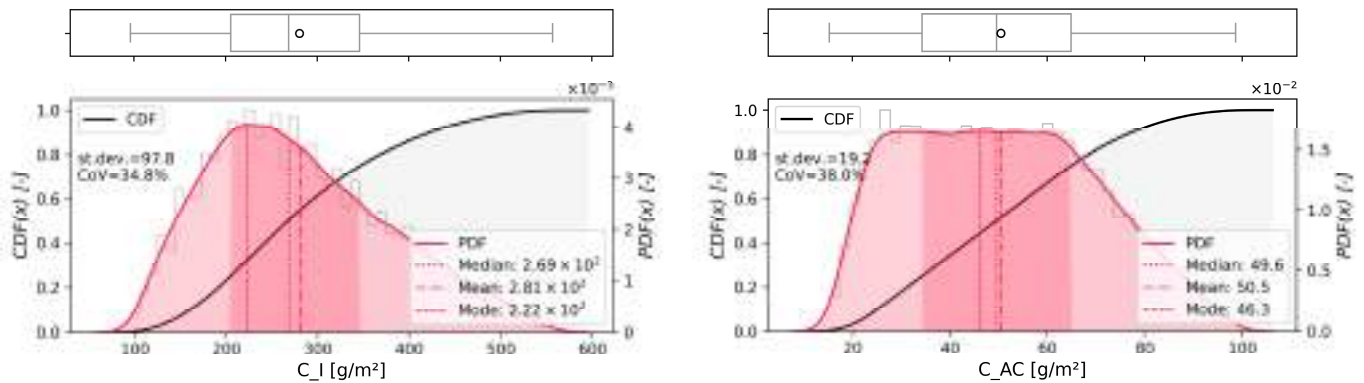 ×10⁻³
1.0
0.8
0.6
0.4
0.2
0.0
CDF(x) [-]
CDF
st.dev.=97.8
CoV=34.8%
PDF
Median: 2.69 × 10²
Mean: 2.81 × 10²
Mode: 2.22 × 10²
4
3
2
1
0
PDF(x) [-]
100 200 300 400 500 600
C_I [g/m²]
×10⁻²
1.0
0.8
0.6
0.4
0.2
0.0
CDF(x) [-]
CDF
st.dev.=19.2
CoV=38.0%
PDF
Median: 49.6
Mean: 50.5
Mode: 46.3
1.5
1.0
0.5
0.0
PDF(x) [-]
20 40 60 80 100
C_AC [g/m²]